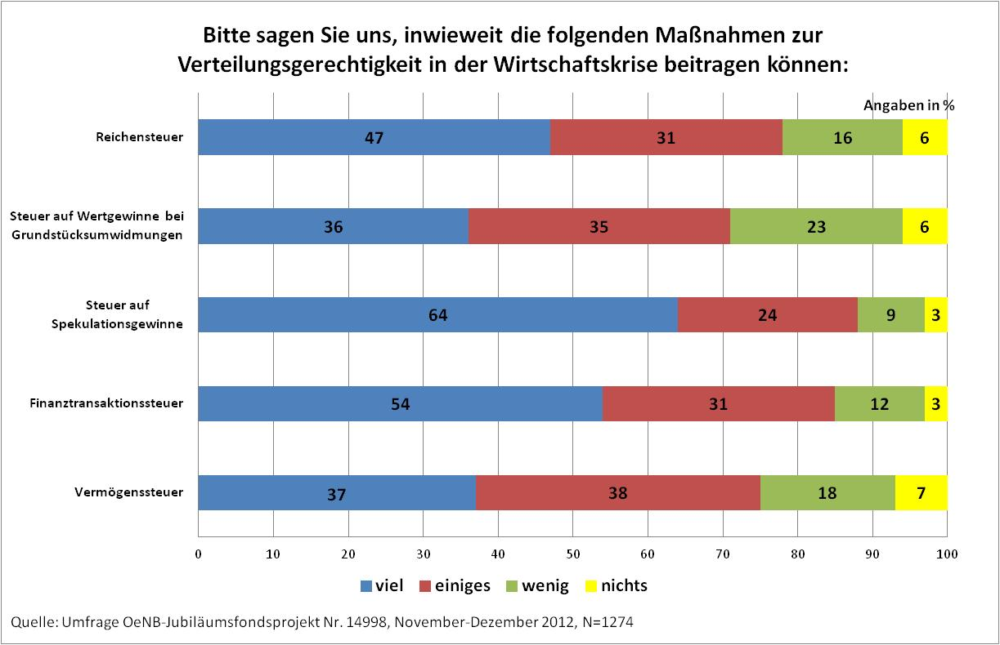 Bitte sagen Sie uns, inwieweit die folgenden Maßnahmen zur
Verteilungsgerechtigkeit in der Wirtschaftskrise beitragen können:
Angaben in %
Reichensteuer
47 31 16 6
Steuer auf Wertgewinne bei
Grundstücksumwidmungen
36 35 23 6
Steuer auf
Spekulationsgewinne
64 24 9 3
Finanztransaktionssteuer
54 31 12 3
Vermögenssteuer
37 38 18 7
0 10 20 30 40 50 60 70 80 90 100
viel einiges wenig nichts
Quelle: Umfrage OeNB-Jubiläumsfondsprojekt Nr. 14998, November-Dezember 2012, N=1274